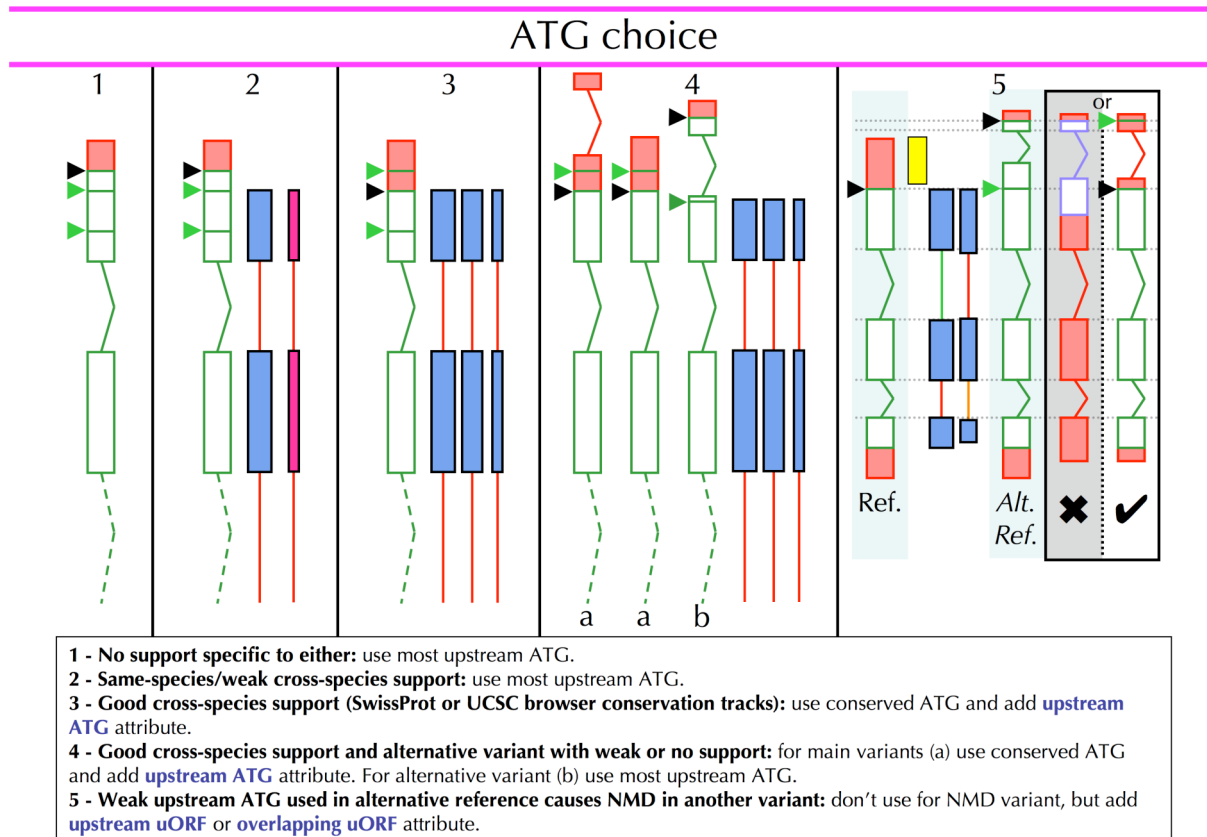 ATG choice
1
2
3
4
5
or
Ref.
Alt.
Ref.
a
a
b
1 - No support specific to either: use most upstream ATG.
2 - Same-species/weak cross-species support: use most upstream ATG.
3 - Good cross-species support (SwissProt or UCSC browser conservation tracks): use conserved ATG and add upstream
ATG attribute.
4 - Good cross-species support and alternative variant with weak or no support: for main variants (a) use conserved ATG
and add upstream ATG attribute. For alternative variant (b) use most upstream ATG.
5 - Weak upstream ATG used in alternative reference causes NMD in another variant: don’t use for NMD variant, but add
upstream uORF or overlapping uORF attribute.